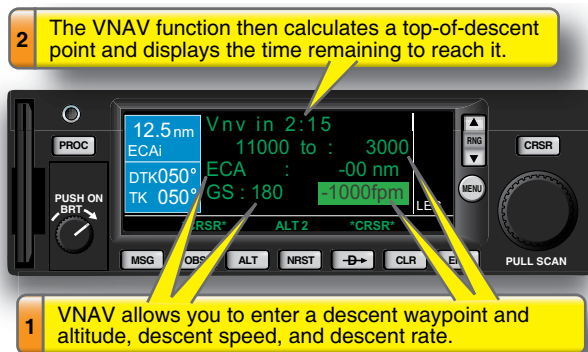 2
The VNAV function then calculates a top-of-descent
point and displays the time remaining to reach it.
PROC
PUSH ON
BRT
12.5nm
ECAi
DTK050°
TK 050°
Vnv in 2:15
11000 to : 3000
ECA : -00 nm
GS : 180 -1000fpm
CRSR* ALT 2 *CRSR*
RNG
MENU
CRSR
PULL SCAN
MSG OBS ALT NRST D CLR
1
VNAV allows you to enter a descent waypoint and
altitude, descent speed, and descent rate.